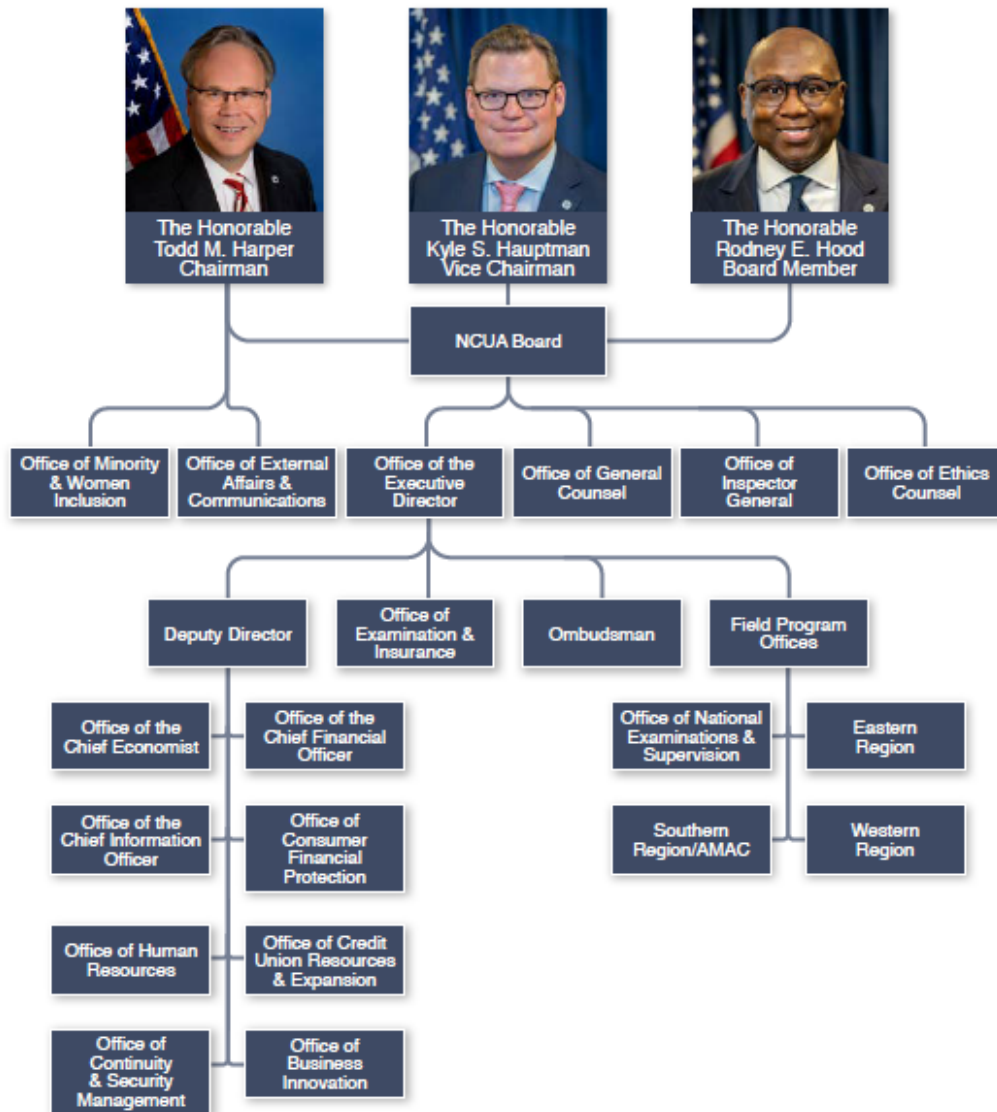 The Honorable
Todd M. Harper
Chairman
The Honorable
Kyle S. Hauptman
Vice Chairman
The Honorable
Rodney E. Hood
Board Member
NCUA Board
Office of Minority
& Women
Inclusion
Office of External
Affairs &
Communications
Office of the
Executive
Director
Office of General
Counsel
Office of
Inspector
General
Office of Ethics
Counsel
Deputy Director
Office of
Examination &
Insurance
Ombudsman
Field Program
Offices
Office of the
Chief Economist
Office of the
Chief Financial
Officer
Office of National
Examinations &
Supervision
Eastern
Region
Office of the
Chief Information
Officer
Office of
Consumer
Financial
Protection
Southern
Region/AMAC
Western
Region
Office of Human
Resources
Office of Credit
Union Resources
& Expansion
Office of
Continuity
& Security
Management
Office of
Business
Innovation